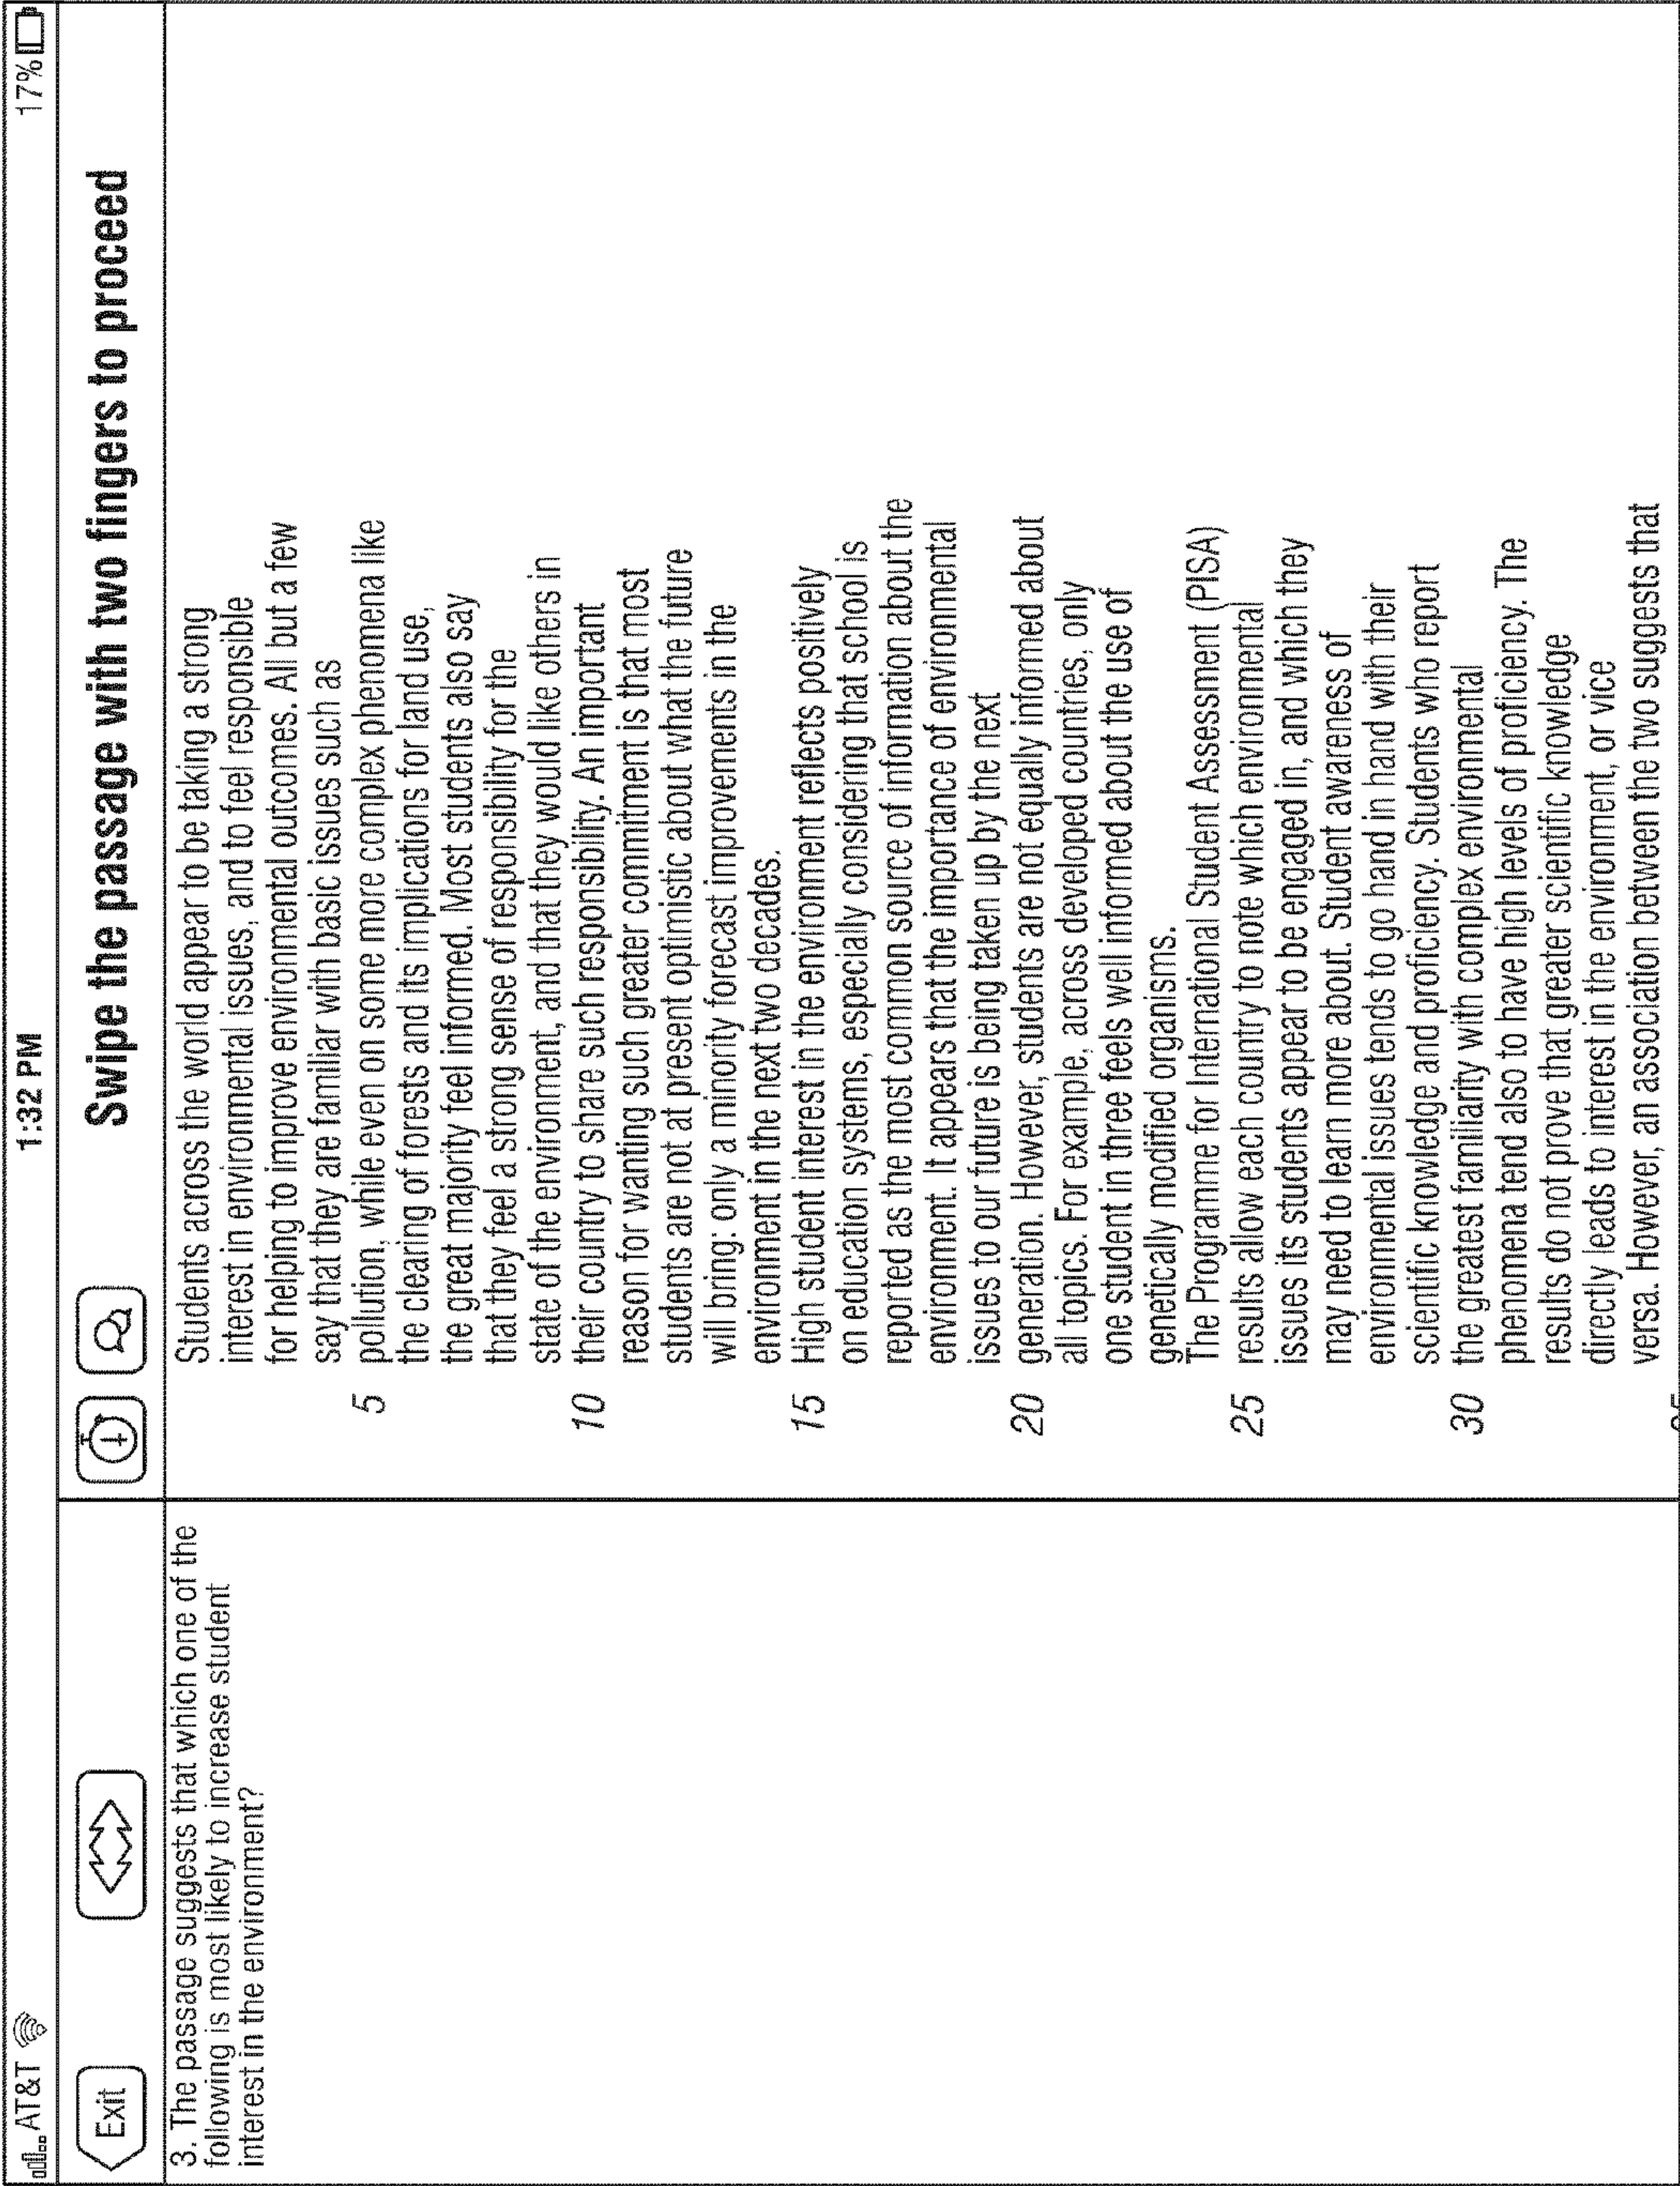 AT&T
1:32 PM
17%
Exit
Swipe the passage with two fingers to proceed
3. The passage suggests that which one of the
following is most likely to increase student
interest in the environment?
Students across the world appear to be taking a strong
interest in environmental issues, and to feel responsible
for helping to improve environmental outcomes. All but a few
say that they are familiar with basic issues such as
5 pollution, while even on some more complex phenomena like
the clearing of forests and its implications for land use,
the great majority feel informed. Most students also say
that they feel a strong sense of responsibility for the
state of the environment, and that they would like others in
10 their country to share such responsibility. An important
reason for wanting such greater commitment is that most
students are not at present optimistic about what the future
will bring: only a minority forecast improvements in the
environment in the next two decades.
15 High student interest in the environment reflects positively
on education systems, especially considering that school is
reported as the most common source of information about the
environment. It appears that the importance of environmental
issues to our future is being taken up by the next
20 generation. However, students are not equally informed about
all topics. For example, across developed countries, only
one student in three feels well informed about the use of
genetically modified organisms.
The Programme for International Student Assessment (PISA)
25 results allow each country to note which environmental
issues its students appear to be engaged in, and which they
may need to learn more about. Student awareness of
environmental issues tends to go hand in hand with their
scientific knowledge and proficiency. Students who report
30 the greatest familiarity with complex environmental
phenomena tend also to have high levels of proficiency. The
results do not prove that greater scientific knowledge
directly leads to interest in the environment, or vice
versa. However, an association between the two suggests that